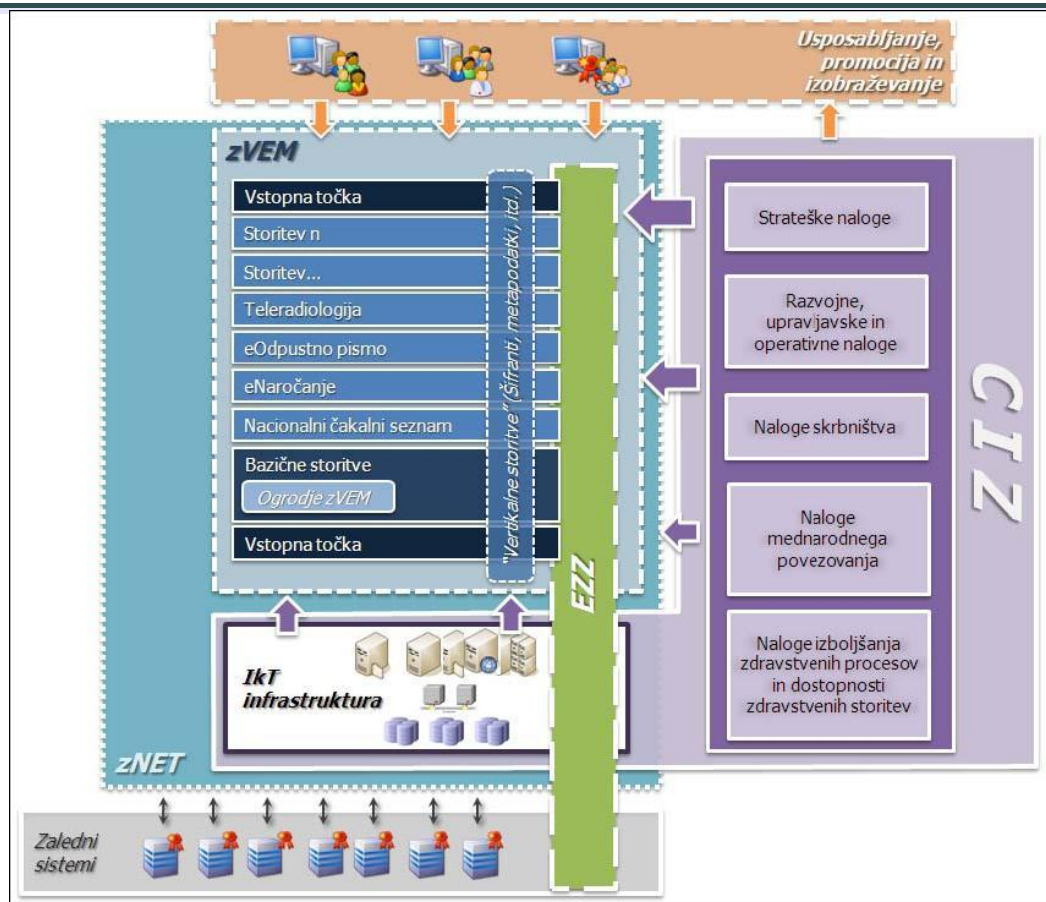 Usposabljanje,
promocija in
izobraževanje
zVEM
Vstopna točka
Storitev n
Storitev...
Teleradiologija
eOdpustno pismo
eNaročanje
Nacionalni čakalni seznam
Bazične storitve
Ogrodje zVEM
Vstopna točka
"Vertikalne storitve" (Šifranti, metapodatki, itd.)
EZZ
Strateške naloge
Razvojne,
upravljavske in
operativne naloge
Naloge skrbništva
Naloge
mednarodnega
povezovanja
Naloge izboljšanja
zdravstvenih procesov
in dostopnosti
zdravstvenih storitev
CIZ
IkT
infrastruktura
zNET
Zaledni
sistemi